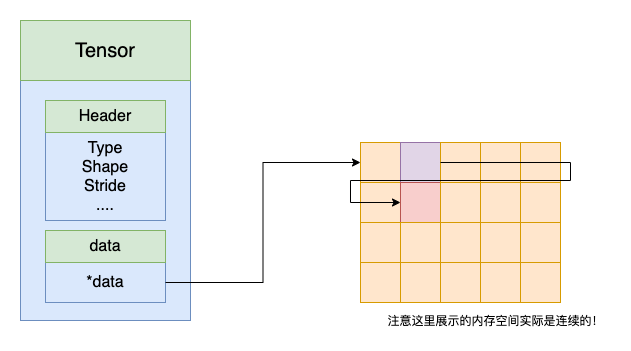 Tensor
Header
Type
Shape
Stride
....
data
*data
注意这里展示的内存空间实际是连续的!